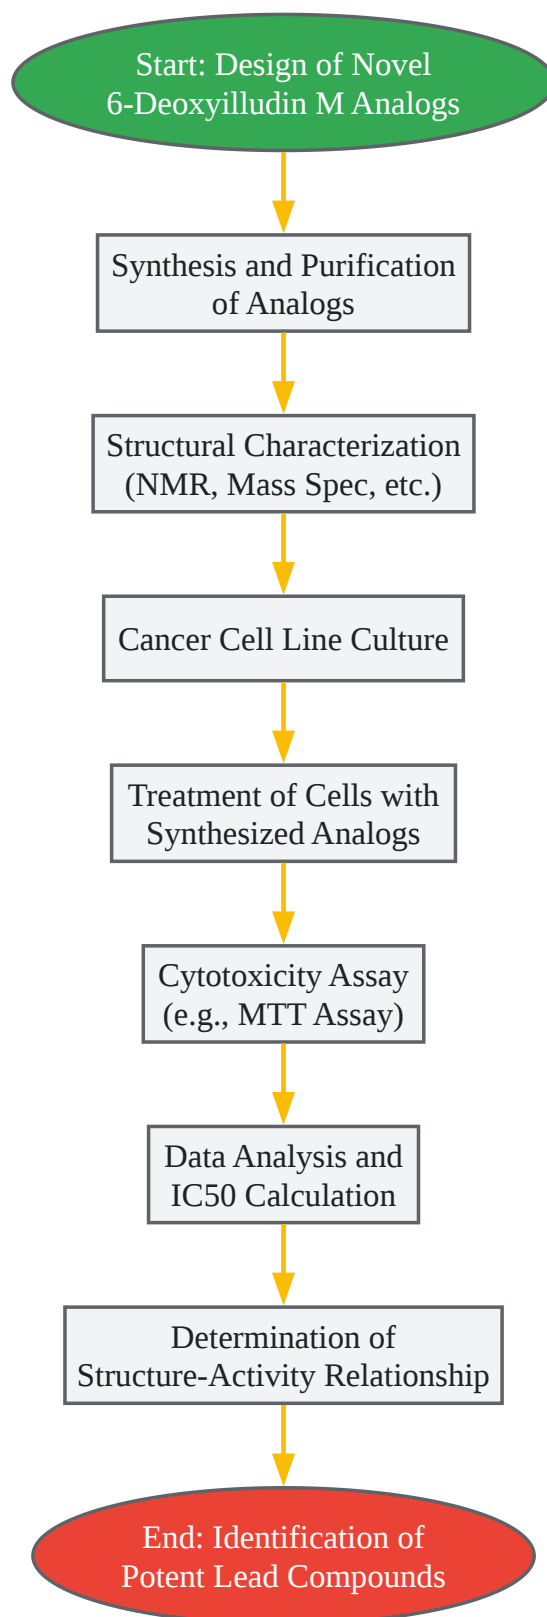 Start: Design of Novel
6-Deoxyilludin M Analogs
Synthesis and Purification
of Analogs
Structural Characterization
(NMR, Mass Spec, etc.)
Cancer Cell Line Culture
Treatment of Cells with
Synthesized Analogs
Cytotoxicity Assay
(e.g., MTT Assay)
Data Analysis and
IC50 Calculation
Determination of
Structure-Activity Relationship
End: Identification of
Potent Lead Compounds